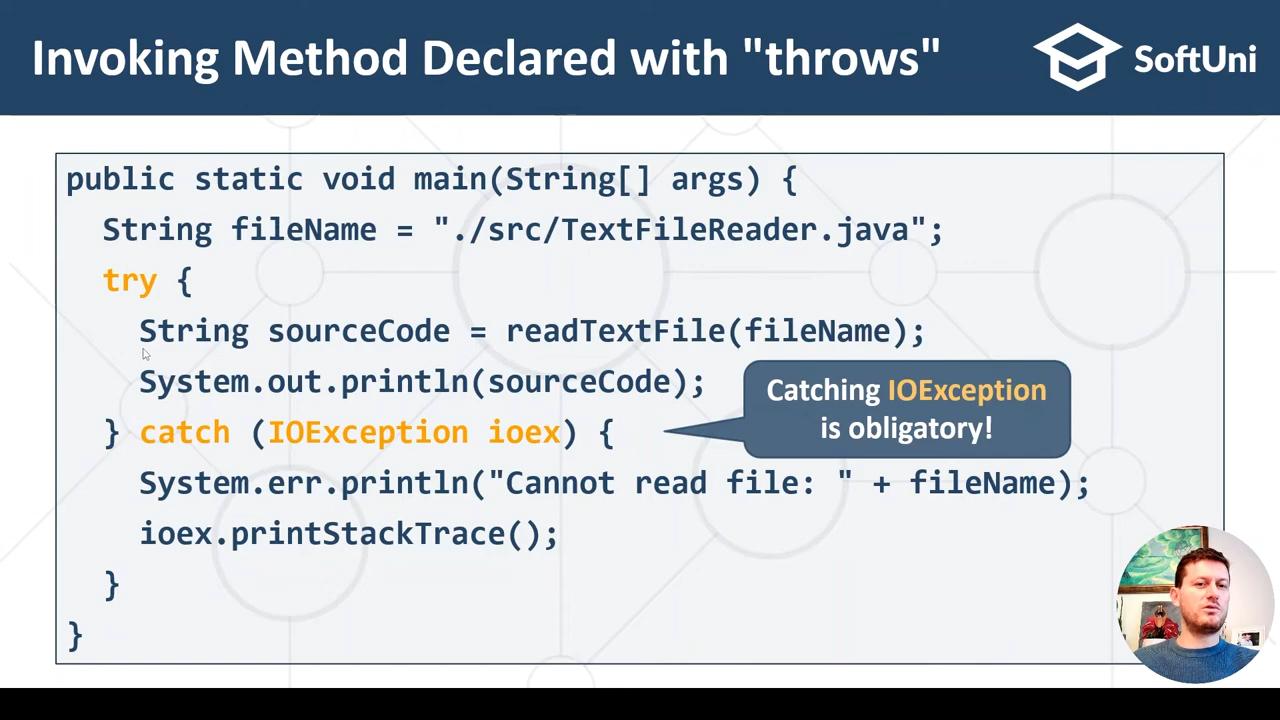 Invoking Method Declared with "throws"
SoftUni
public static void main(String[] args) {
String fileName = "./src/TextFileReader.java";
try {
String sourceCode = readTextFile(fileName);
System.out.println(sourceCode);
} catch (IOException ioex) {
Catching IOException
is obligatory!
System.err.println("Cannot read file: " + fileName);
ioex.printStackTrace();
}
}